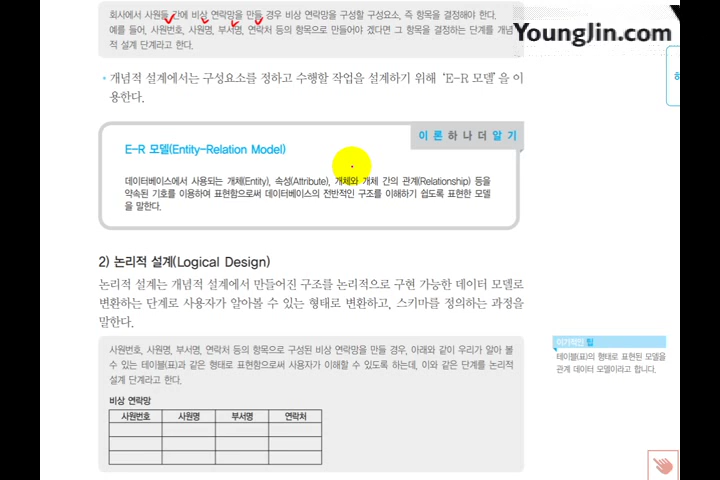 회사에서 사원들 간에 비상 연락망을 만들 경우 비상 연락망을 구성할 구성요소, 즉 항목을 결정해야 한다.
예를 들어, 사원번호, 사원명, 부서명, 연락처 등의 항목으로 만들어야 겠다면 그 항목을 결정하는 단계를 개념
적 설계 단계라고 한다.
YoungJin.com
• 개념적 설계에서는 구성요소를 정하고 수행할 작업을 설계하기 위해 'E-R 모델'을 이
용한다.
이론 하나 더 알기
E-R 모델(Entity-Relation Model)
데이터베이스에서 사용되는 개체(Entity), 속성(Attribute), 개체와 개체 간의 관계(Relationship) 등을
약속된 기호를 이용하여 표현함으로써 데이터베이스의 전반적인 구조를 이해하기 쉽도록 표현한 모델
을 말한다.
2) 논리적 설계(Logical Design)
논리적 설계는 개념적 설계에서 만들어진 구조를 논리적으로 구현 가능한 데이터 모델로
변환하는 단계로 사용자가 알아볼 수 있는 형태로 변환하고, 스키마를 정의하는 과정을
말한다.
사원번호, 사원명, 부서명, 연락처 등의 항목으로 구성된 비상 연락망을 만들 경우, 아래와 같이 우리가 알아 볼
수 있는 테이블(표)과 같은 형태로 표현함으로써 사용자가 이해할 수 있도록 하는데, 이와 같은 단계를 논리적
설계 단계라고 한다.
비상 연락망
사원번호 사원명 부서명 연락처
이기적인 팁
테이블(표)의 형태로 표현된 모델을
관계 데이터 모델이라고 합니다.